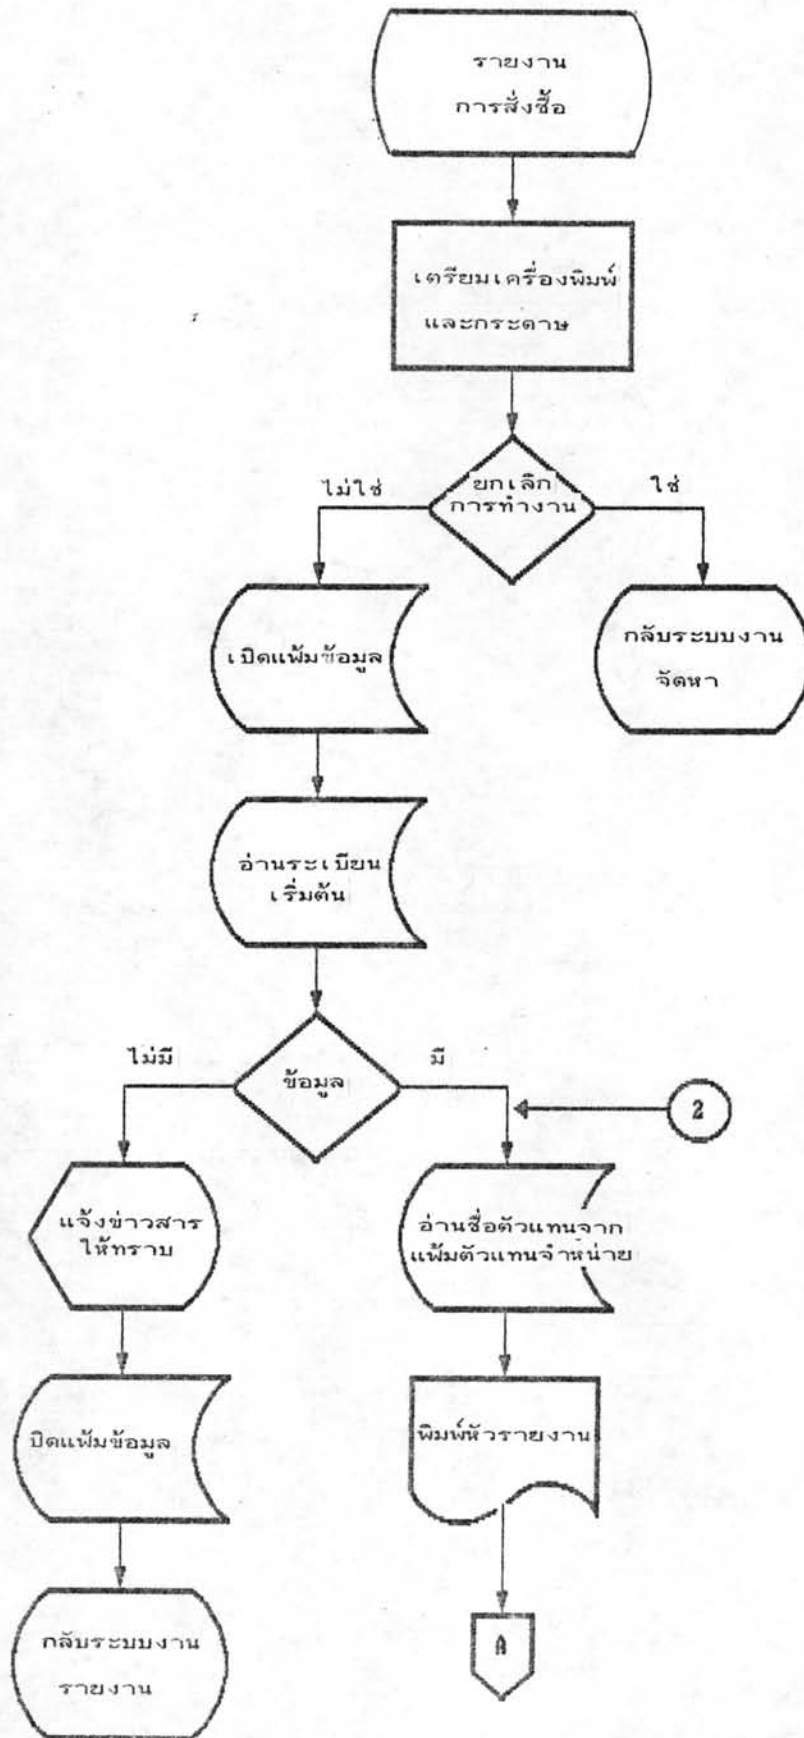 รายงาน
การสั่งซื้อ
เตรียมเครื่องพิมพ์
และกระดาษ
ยกเลิก
การทำงาน
ไม่ใช่
ใช่
เปิดแฟ้มข้อมูล
กลับระบบงาน
จัดหา
อ่านระเบียน
เริ่มต้น
ข้อมูล
ไม่มี
มี
2
แจ้งข่าวสาร
ให้ทราบ
อ่านชื่อตัวแทนจาก
แฟ้มตัวแทนจำหน่าย
ปิดแฟ้มข้อมูล
พิมพ์หัวรายงาน
กลับระบบงาน
รายงาน
A